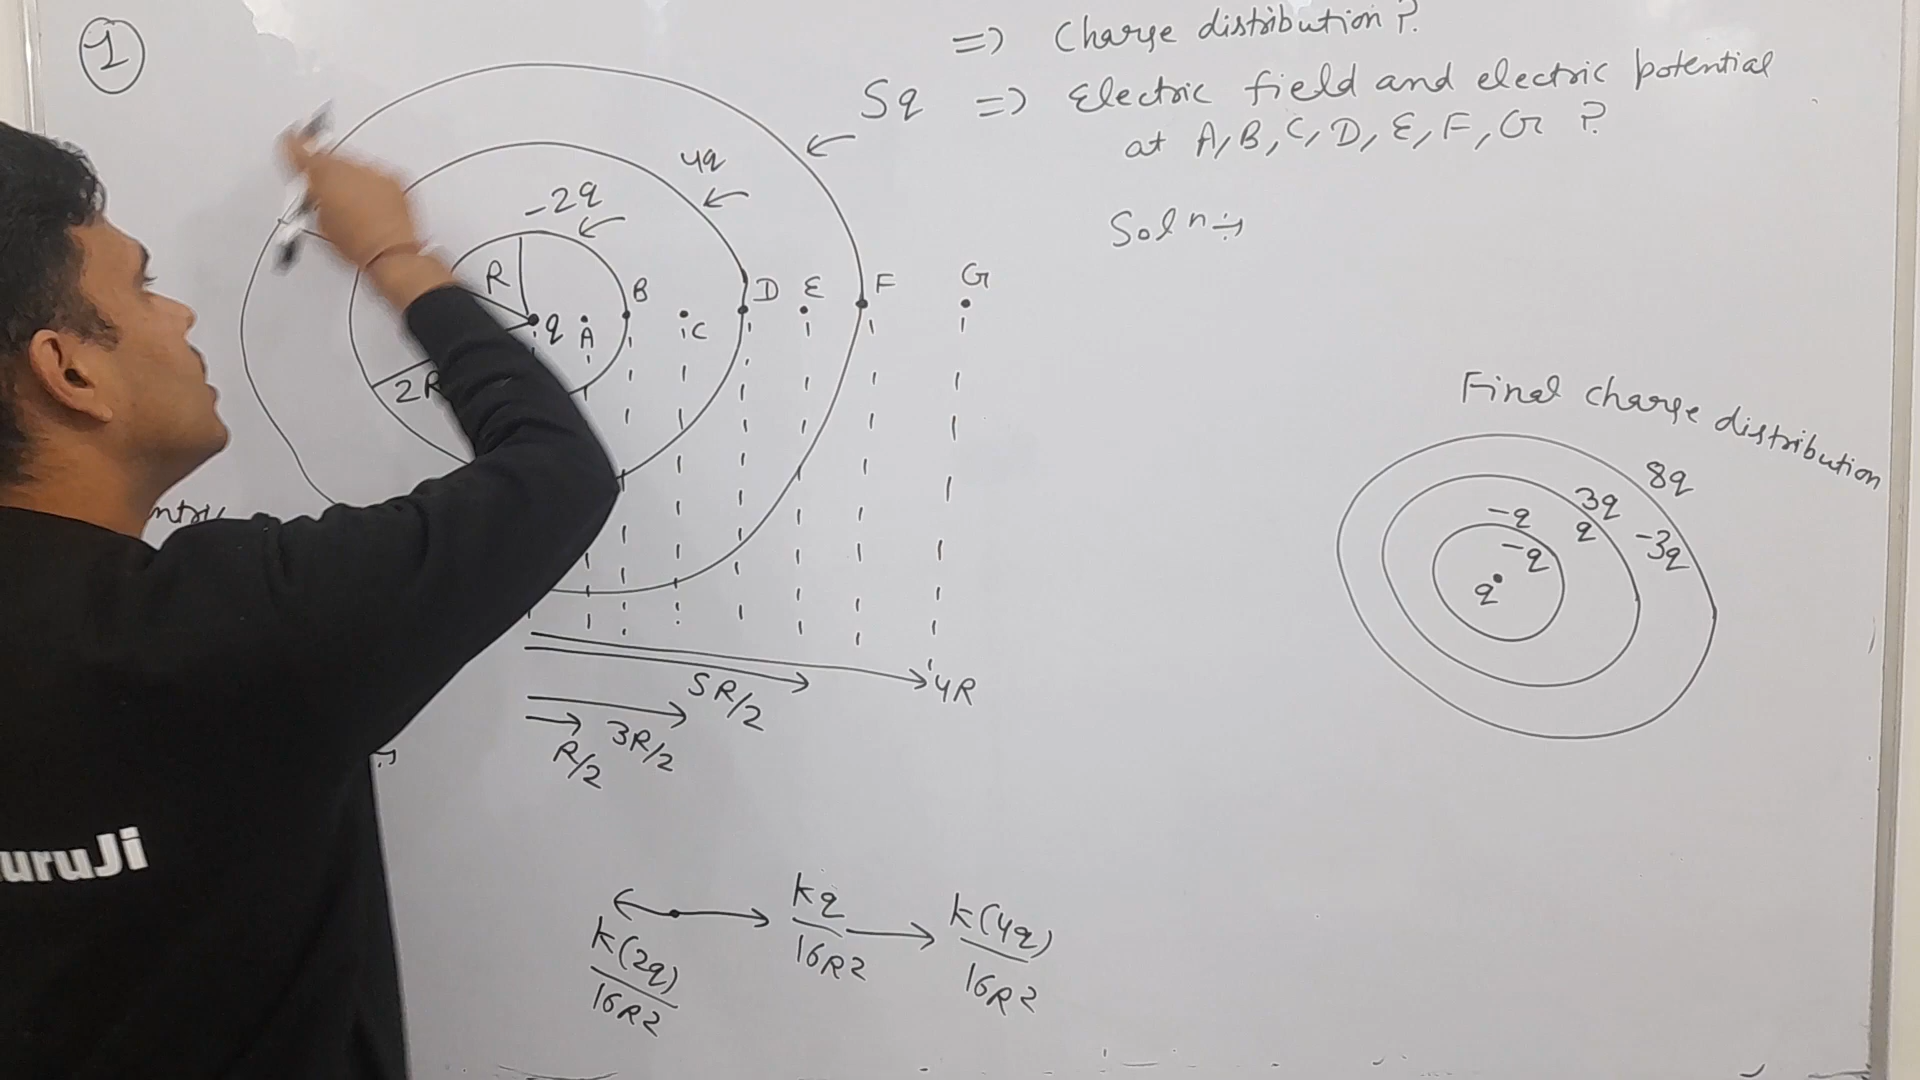 1
=> Charge distribution?
5q => Electric field and electric potential
at A, B, C, D, E, F, G ?
Soln ÷
4q
-2q
R
q
A
B
C
D
E
F
G
2R
5R/2
4R
3R/2
R/2
Final charge distribution
8q
3q
-q
q
-3q
-q
q
kq/16R2
k(4q)/16R2
k(2q)/16R2
uruJi